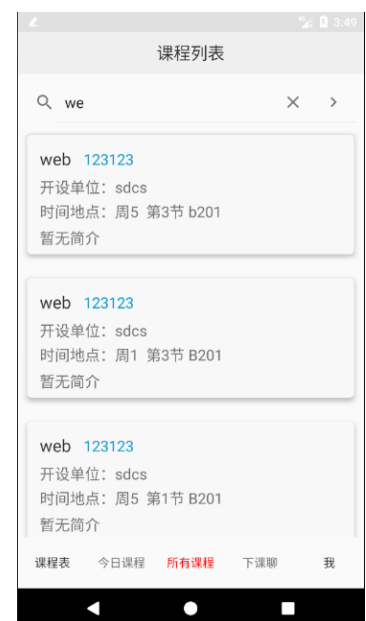 3:49
课程列表
we
web 123123
开设单位：sdcs
时间地点：周5 第3节 b201
暂无简介
web 123123
开设单位：sdcs
时间地点：周1 第3节 B201
暂无简介
web 123123
开设单位：sdcs
时间地点：周5 第1节 B201
暂无简介
课程表 今日课程 所有课程 下课聊 我